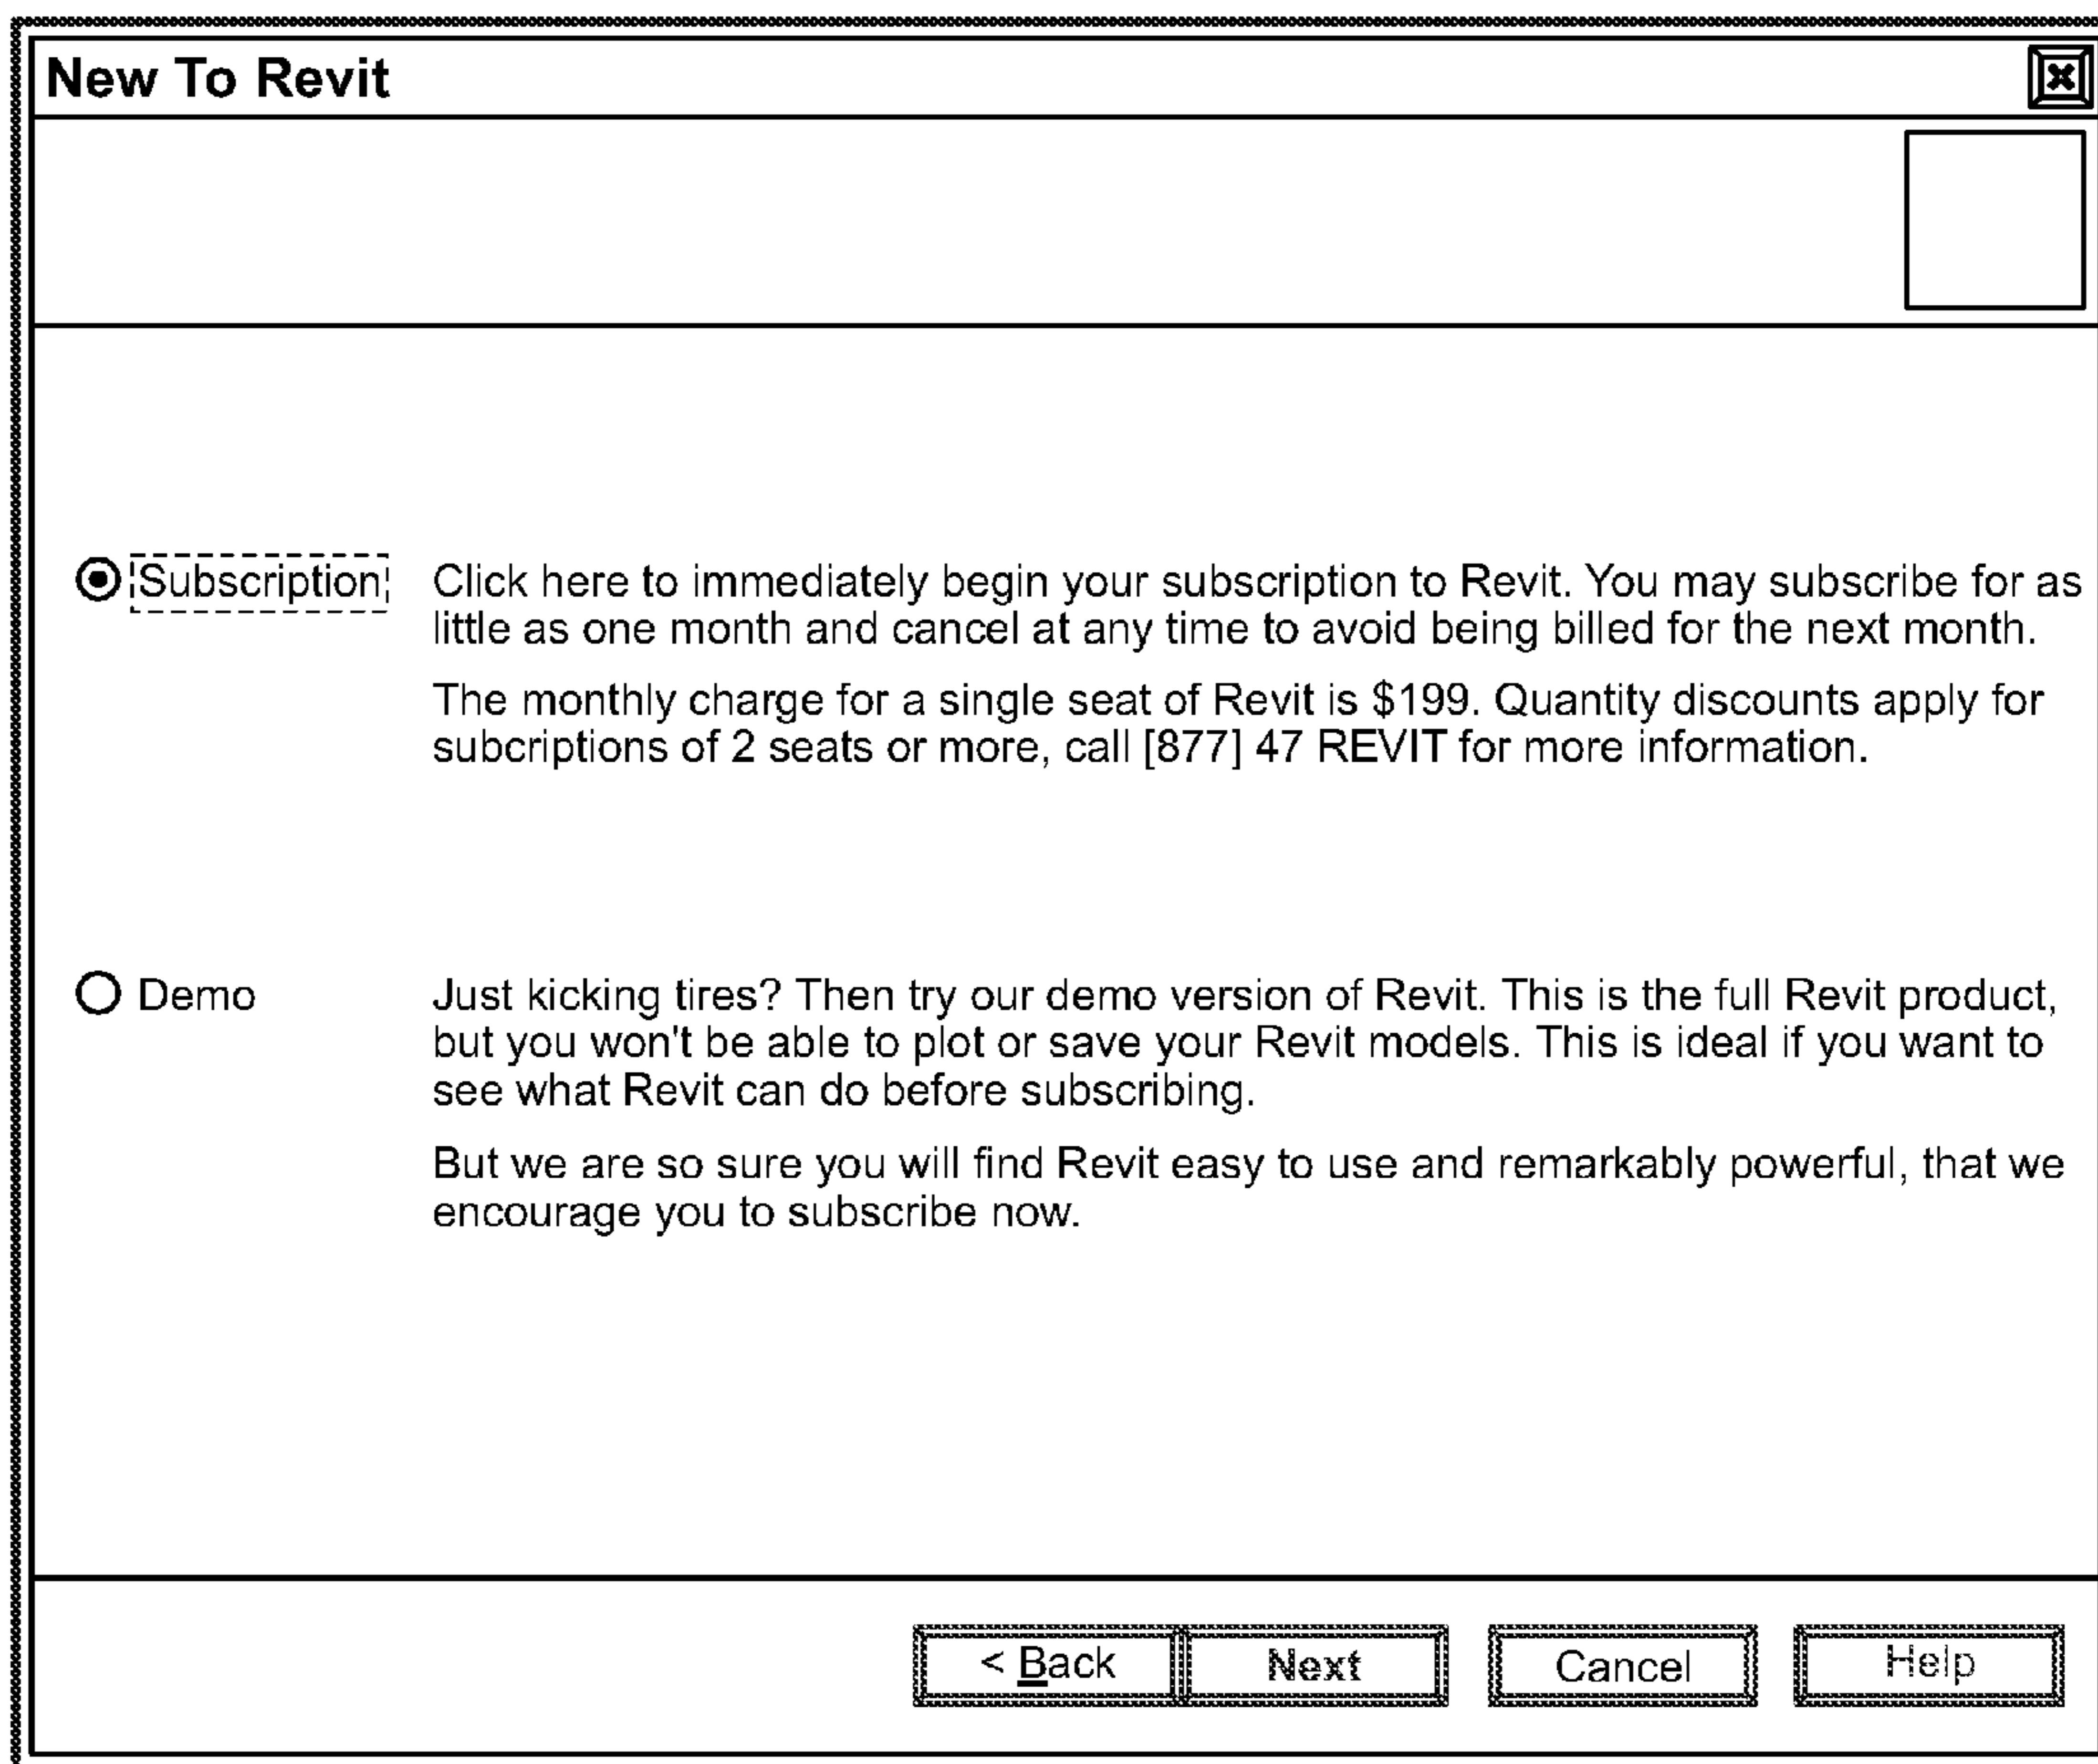 New To Revit
Subscription
Click here to immediately begin your subscription to Revit. You may subscribe for as
little as one month and cancel at any time to avoid being billed for the next month.
The monthly charge for a single seat of Revit is $199. Quantity discounts apply for
subcriptions of 2 seats or more, call [877] 47 REVIT for more information.
Demo
Just kicking tires? Then try our demo version of Revit. This is the full Revit product,
but you won't be able to plot or save your Revit models. This is ideal if you want to
see what Revit can do before subscribing.
But we are so sure you will find Revit easy to use and remarkably powerful, that we
encourage you to subscribe now.
< Back Next Cancel Help